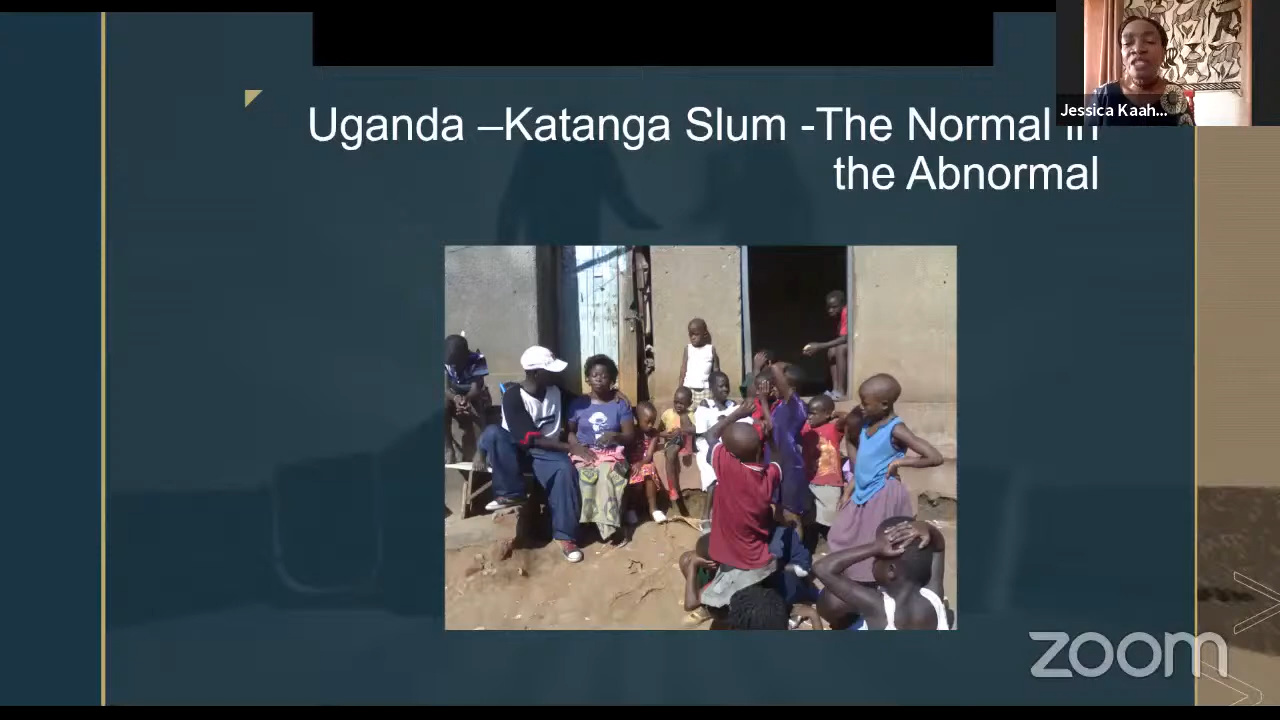 Uganda –Katanga Slum -The Normal in
the Abnormal
Jessica Kaah...
zoom